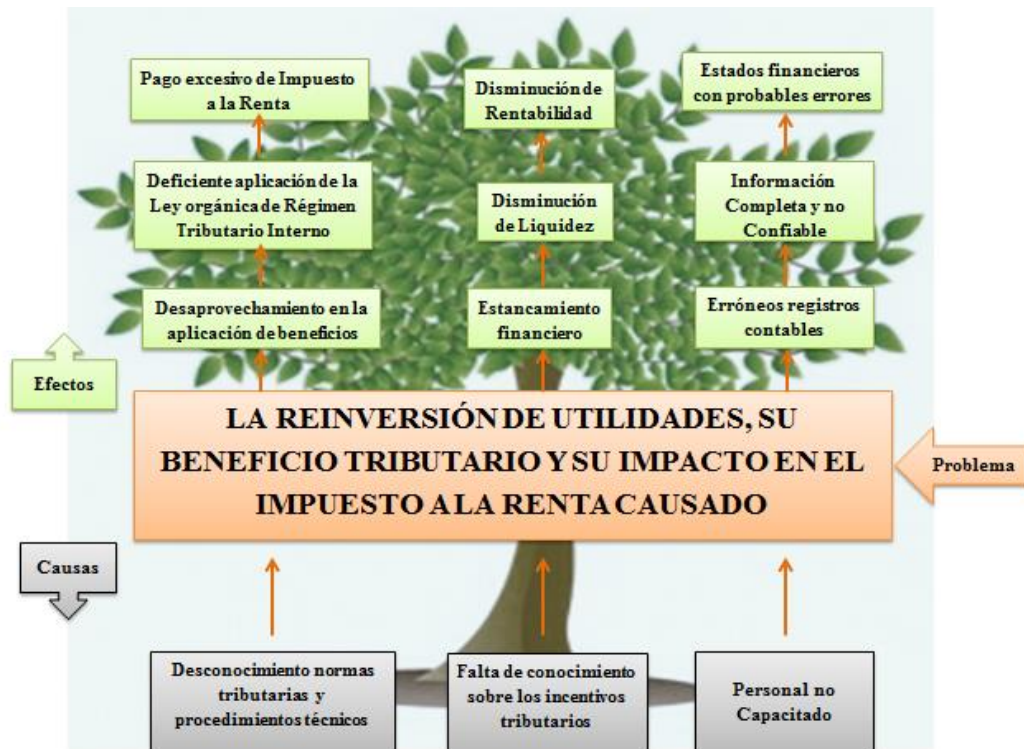 Pago excesivo de Impuesto
a la Renta
Disminución de
Rentabilidad
Estados financieros
con probables errores
Deficiente aplicación de la
Ley orgánica de Régimen
Tributario Interno
Disminución
de Liquidez
Información
Completa y no
Confiable
Desaprovechamiento en la
aplicación de beneficios
Estancamiento
financiero
Erróneos registros
contables
Efectos
LA REINVERSIÓN DE UTILIDADES, SU
BENEFICIO TRIBUTARIO Y SU IMPACTO EN EL
IMPUESTO A LA RENTA CAUSADO
Problema
Causas
Desconocimiento normas
tributarias y
procedimientos técnicos
Falta de conocimiento
sobre los incentivos
tributarios
Personal no
Capacitado